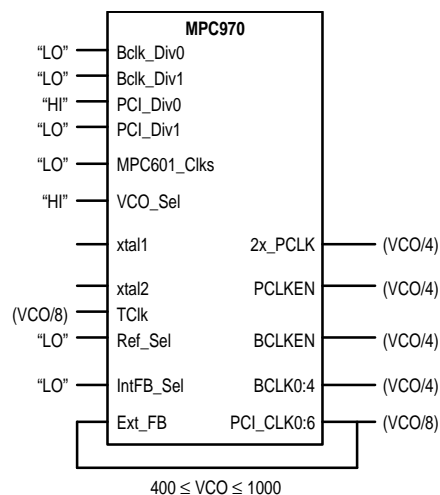 MPC970
“LO” Bclk_Div0
“LO” Bclk_Div1
“HI” PCI_Div0
“LO” PCI_Div1
“LO” MPC601_Clks
“HI” VCO_Sel
xtal1 2x_PCLK (VCO/4)
xtal2 PCLKEN (VCO/4)
(VCO/8) TClk
“LO” Ref_Sel BCLKEN (VCO/4)
“LO” IntFB_Sel BCLK0:4 (VCO/4)
Ext_FB PCI_CLK0:6 (VCO/8)
400 ≤ VCO ≤ 1000